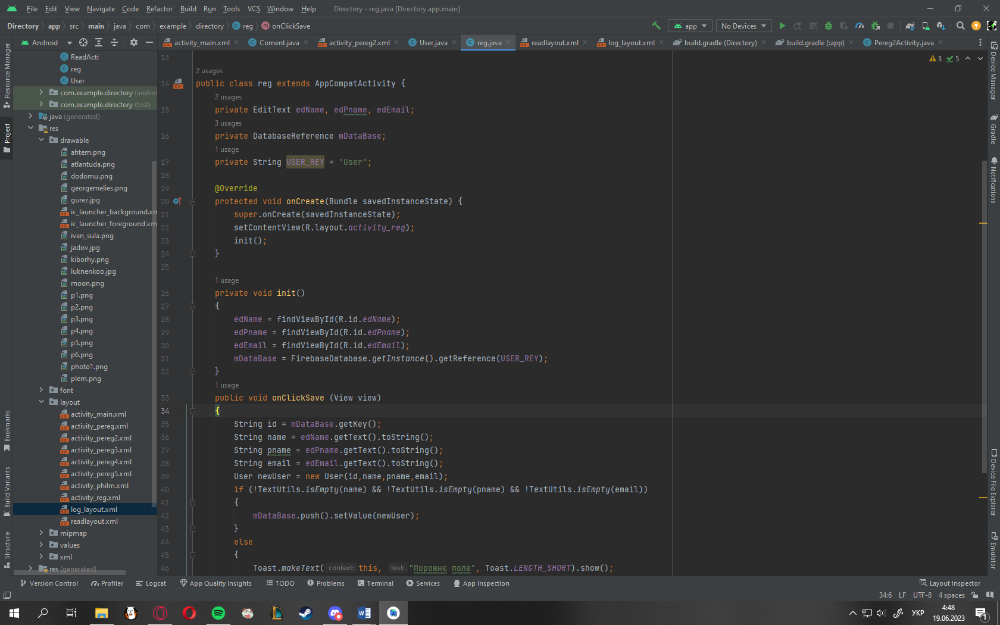 File Edit View Navigate Code Refactor Build Run Tools VCS Window Help Directory - reg.java [Directory.app.main]
Directory app src main java com example directory reg onClickSave app No Devices
Android activity_main.xml Coment.java activity_pereg2.xml User.java reg.java readlayout.xml log_layout.xml build.gradle (Directory) build.gradle (:app) Pereg2Activity.java
Resource Manager
Project
Bookmarks
Build Variants
Structure
ReadActi
reg
User
com.example.directory (androi
com.example.directory (test)
java (generated)
res
drawable
ahtem.png
atlantuda.png
dodomu.png
georgemelies.png
gurez.jpg
ic_launcher_background.xm
ic_launcher_foreground.xm
ivan_sula.png
jadov.jpg
kiborhy.png
luknenkoo.jpg
moon.png
p1.png
p2.png
p3.png
p4.png
p5.png
p6.png
photo1.png
plem.png
font
layout
activity_main.xml
activity_pereg.xml
activity_pereg2.xml
activity_pereg3.xml
activity_pereg4.xml
activity_pereg5.xml
activity_philm.xml
activity_reg.xml
log_layout.xml
readlayout.xml
mipmap
values
xml
res (generated)
3 5
13
2 usages
14 public class reg extends AppCompatActivity {
2 usages
15 private EditText edName, edPname, edEmail;
3 usages
16 private DatabaseReference mDataBase;
1 usage
17 private String USER_REY = "User";
18
19 @Override
20 protected void onCreate(Bundle savedInstanceState) {
21 super.onCreate(savedInstanceState);
22 setContentView(R.layout.activity_reg);
23 init();
24 }
25
1 usage
26 private void init()
27 {
28 edName = findViewById(R.id.edName);
29 edPname = findViewById(R.id.edPname);
30 edEmail = findViewById(R.id.edEmail);
31 mDataBase = FirebaseDatabase.getInstance().getReference(USER_REY);
32 }
1 usage
33 public void onClickSave (View view)
34 {
35 String id = mDataBase.getKey();
36 String name = edName.getText().toString();
37 String pname = edPname.getText().toString();
38 String email = edEmail.getText().toString();
39 User newUser = new User(id,name,pname,email);
40 if (!TextUtils.isEmpty(name) && !TextUtils.isEmpty(pname) && !TextUtils.isEmpty(email))
41 {
42 mDataBase.push().setValue(newUser);
43 }
44 else
45 {
46 Toast.makeText( context: this, text: "Порожнє поле", Toast.LENGTH_SHORT).show();
Device Manager
Gradle
Notifications
Device File Explorer
Emulator
Version Control Profiler Logcat App Quality Insights TODO Problems Terminal Services App Inspection Layout Inspector
34:6 LF UTF-8 4 spaces
УКР 4:48
19.06.2023
1